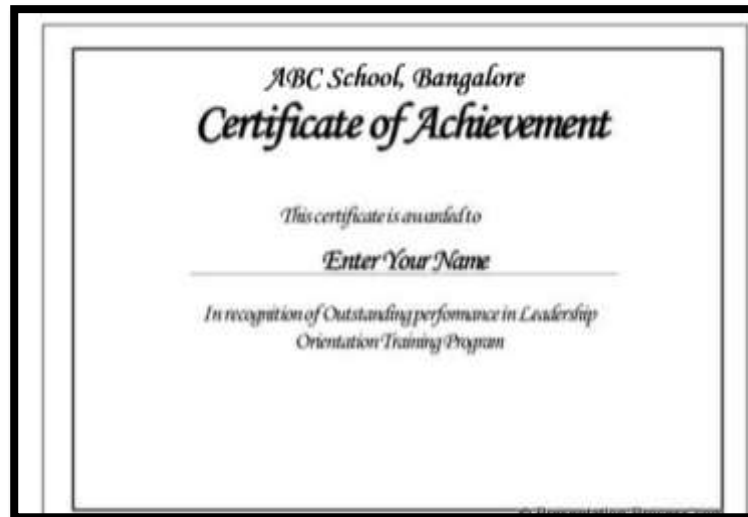 ABC School, Bangalore
Certificate of Achievement
This certificate is awarded to
Enter Your Name
In recognition of Outstanding performance in Leadership
Orientation Training Program